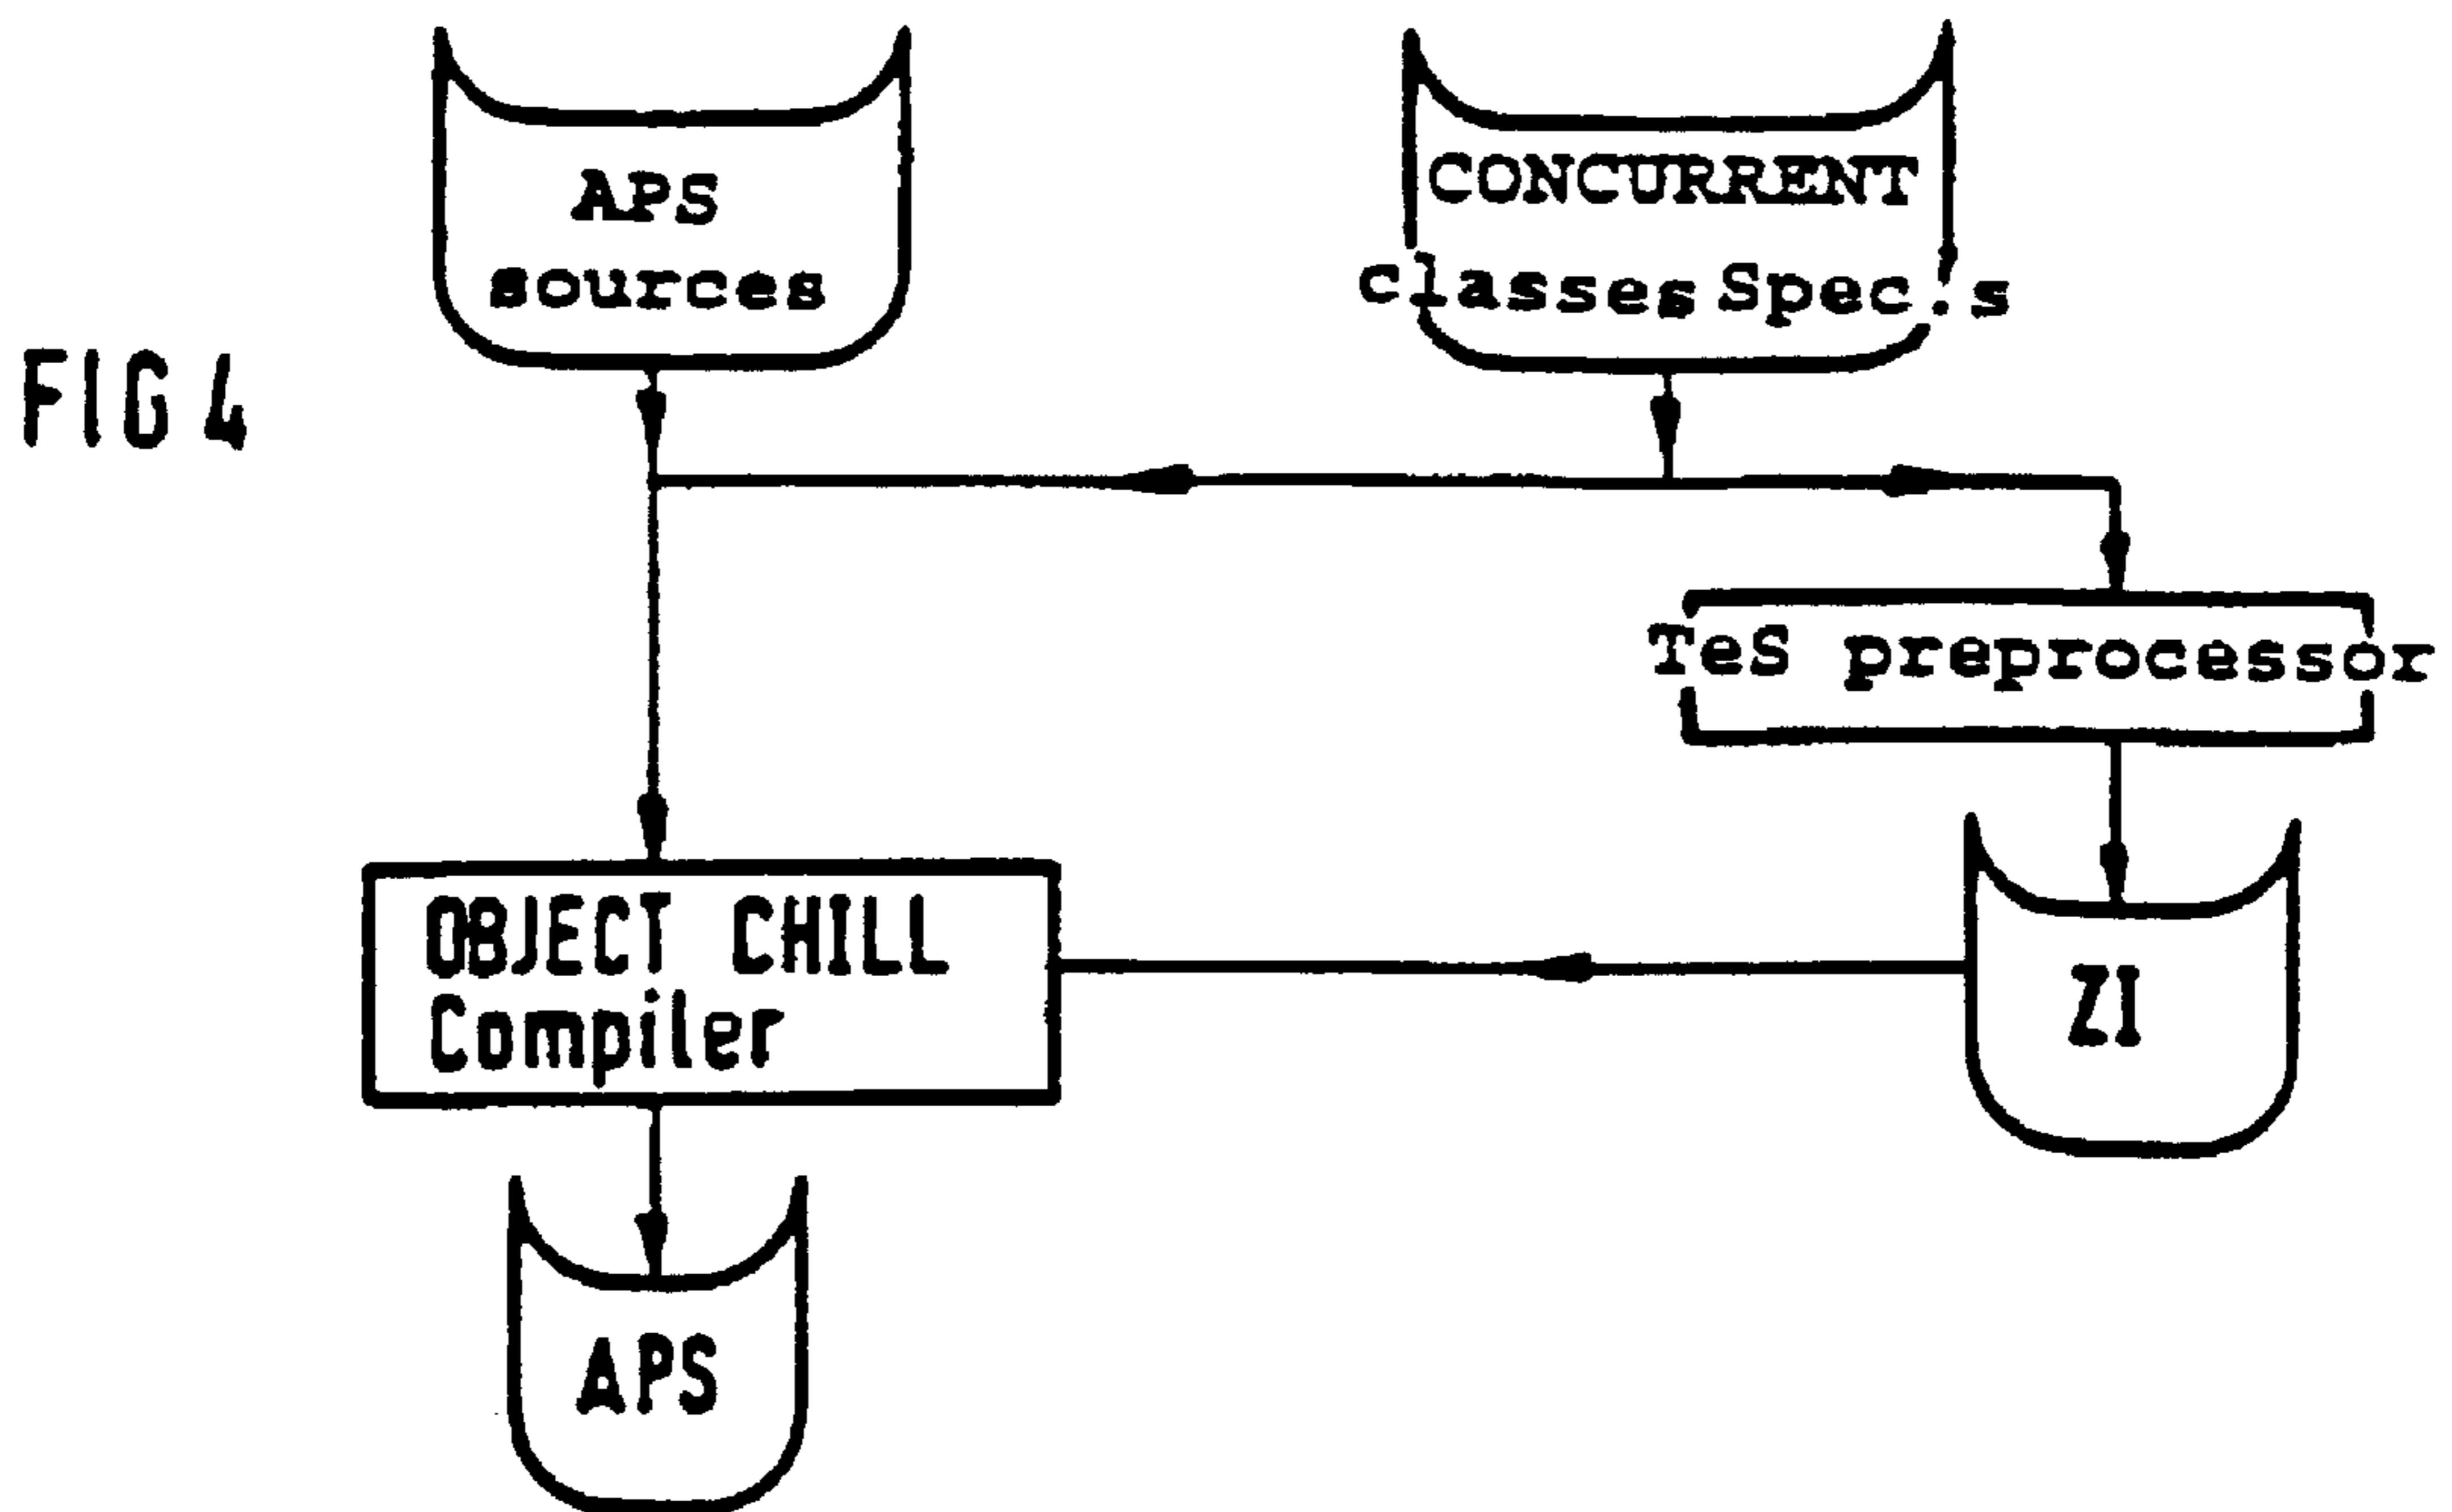 APS
sources
CONCURRENT
classes Spec.s
FIG 4
TeS preprocessor
OBJECT CHILL
Compiler
ZI
APS